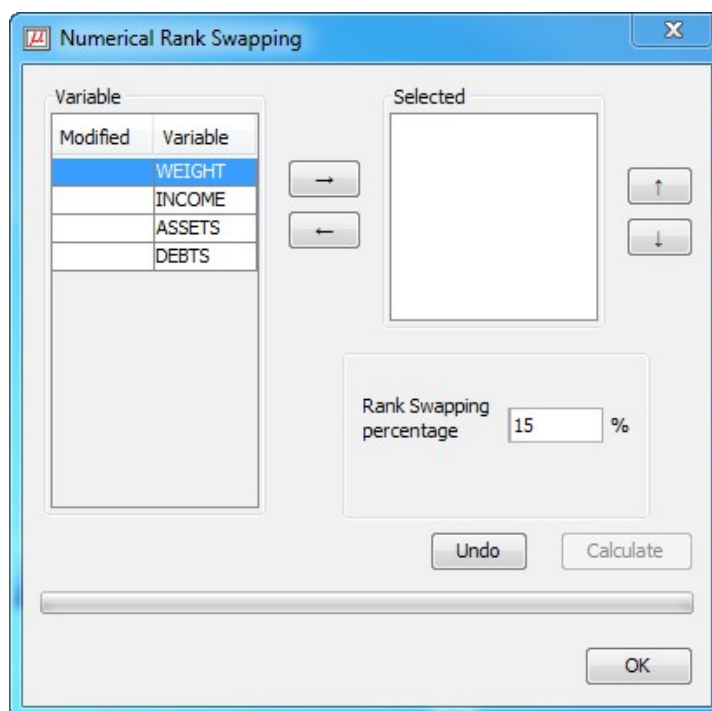 μ Numerical Rank Swapping X
Variable
Modified Variable
WEIGHT
INCOME
ASSETS
DEBTS
→
←
Selected
↑
↓
Rank Swapping
percentage 15 %
Undo Calculate
OK